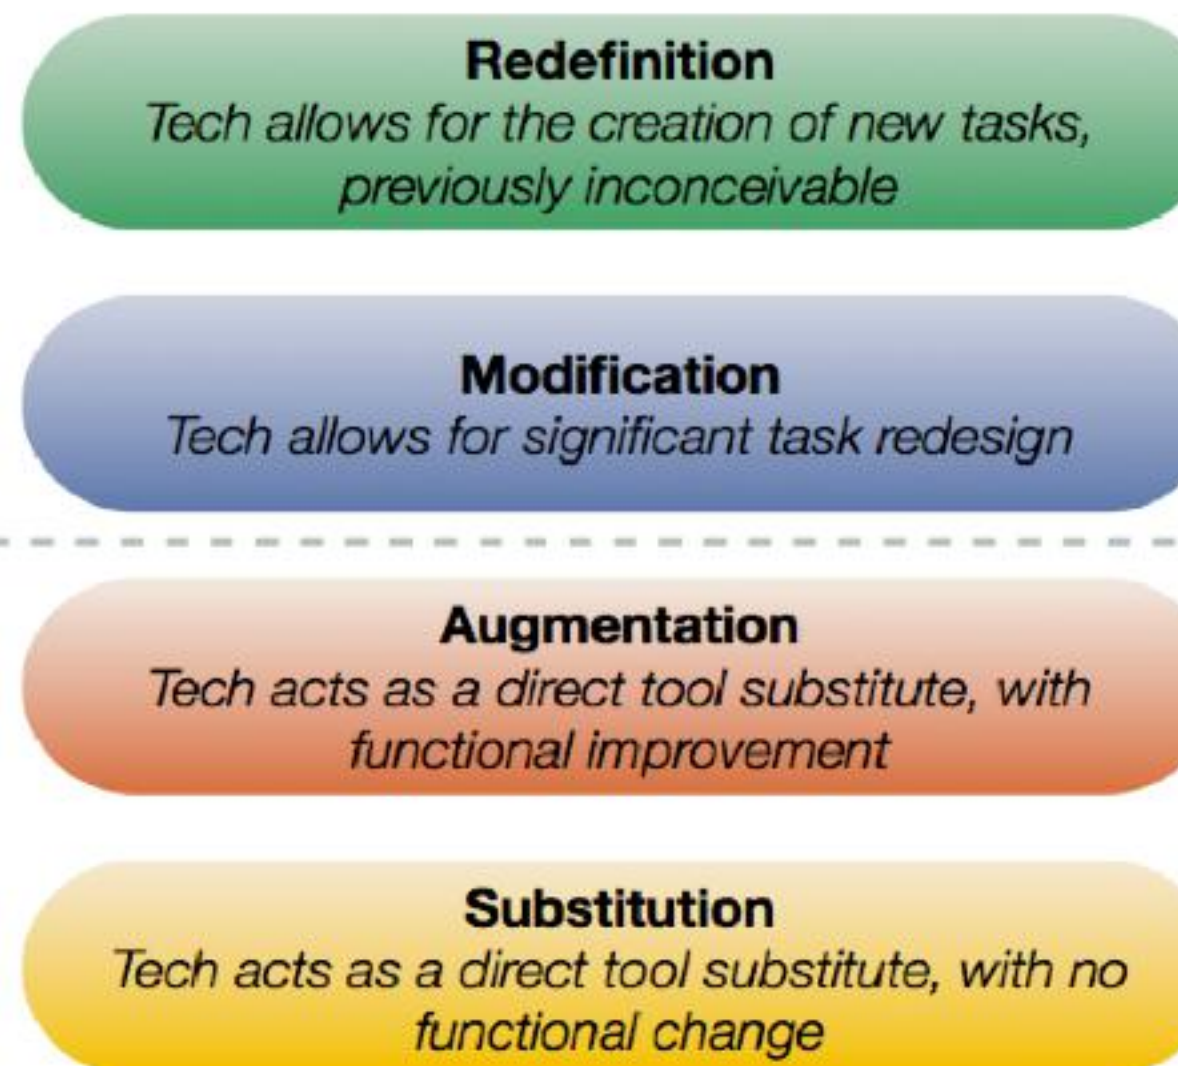 Redefinition
Tech allows for the creation of new tasks,
previously inconceivable
Modification
Tech allows for significant task redesign
Augmentation
Tech acts as a direct tool substitute, with
functional improvement
Substitution
Tech acts as a direct tool substitute, with no
functional change